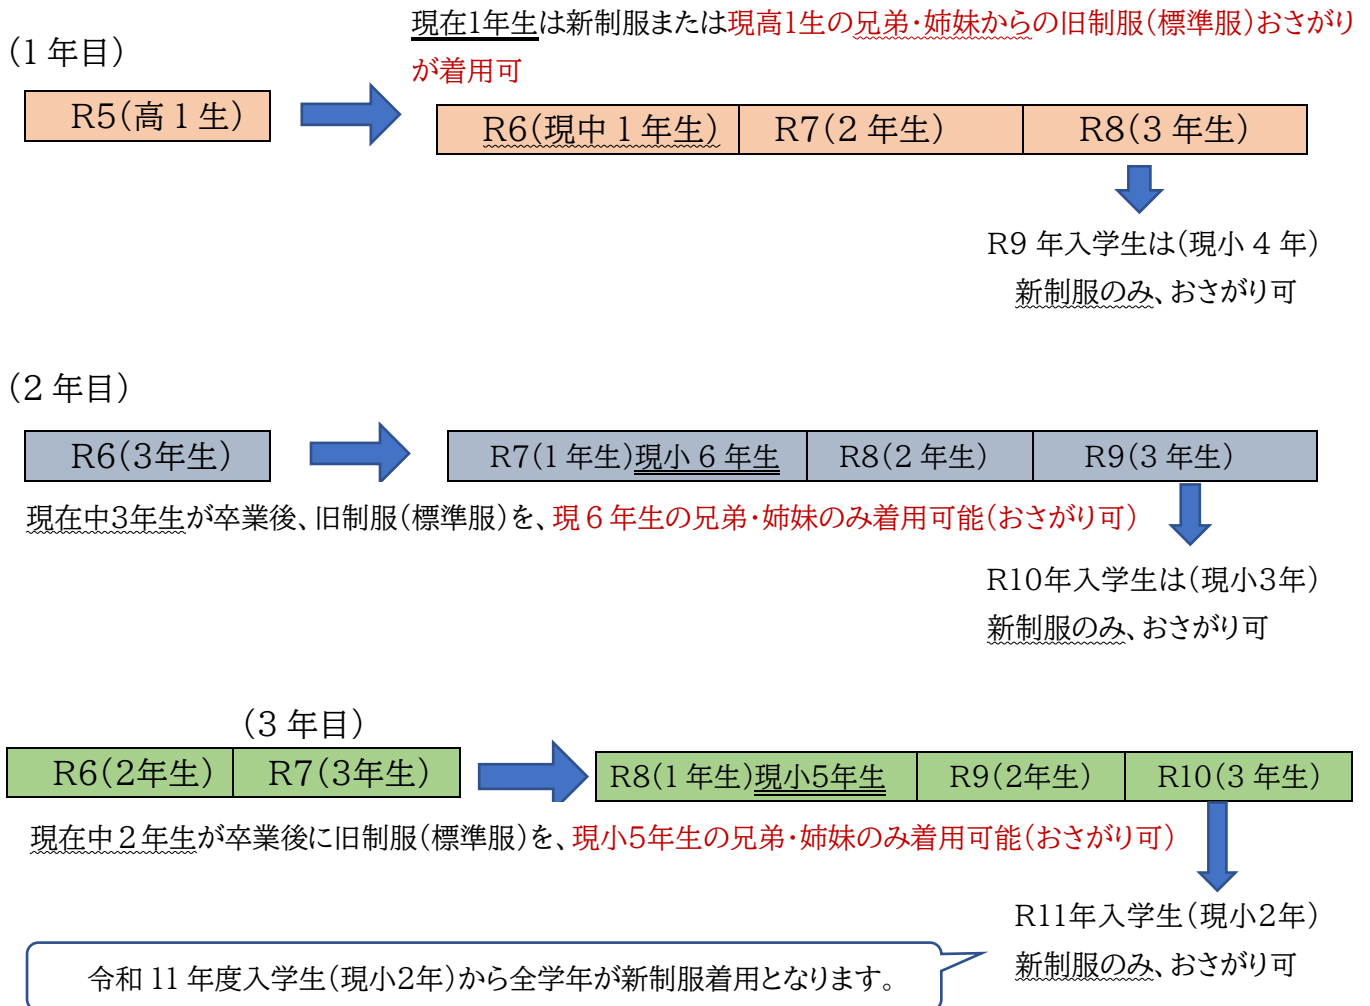 現在1年生は新制服または現高1生の兄弟・姉妹からの旧制服(標準服)おさがり
が着用可
(1年目)
R5(高1生)
R6(現中1年生) R7(2年生) R8(3年生)
R9年入学生は(現小4年)
新制服のみ、おさがり可
(2年目)
R6(3年生)
R7(1年生)現小6年生 R8(2年生) R9(3年生)
現在中3年生が卒業後、旧制服(標準服)を、現6年生の兄弟・姉妹のみ着用可能(おさがり可)
R10年入学生は(現小3年)
新制服のみ、おさがり可
(3年目)
R6(2年生) R7(3年生)
R8(1年生)現小5年生 R9(2年生) R10(3年生)
現在中2年生が卒業後に旧制服(標準服)を、現小5年生の兄弟・姉妹のみ着用可能(おさがり可)
R11年入学生(現小2年)
新制服のみ、おさがり可
令和11年度入学生(現小2年)から全学年が新制服着用となります。